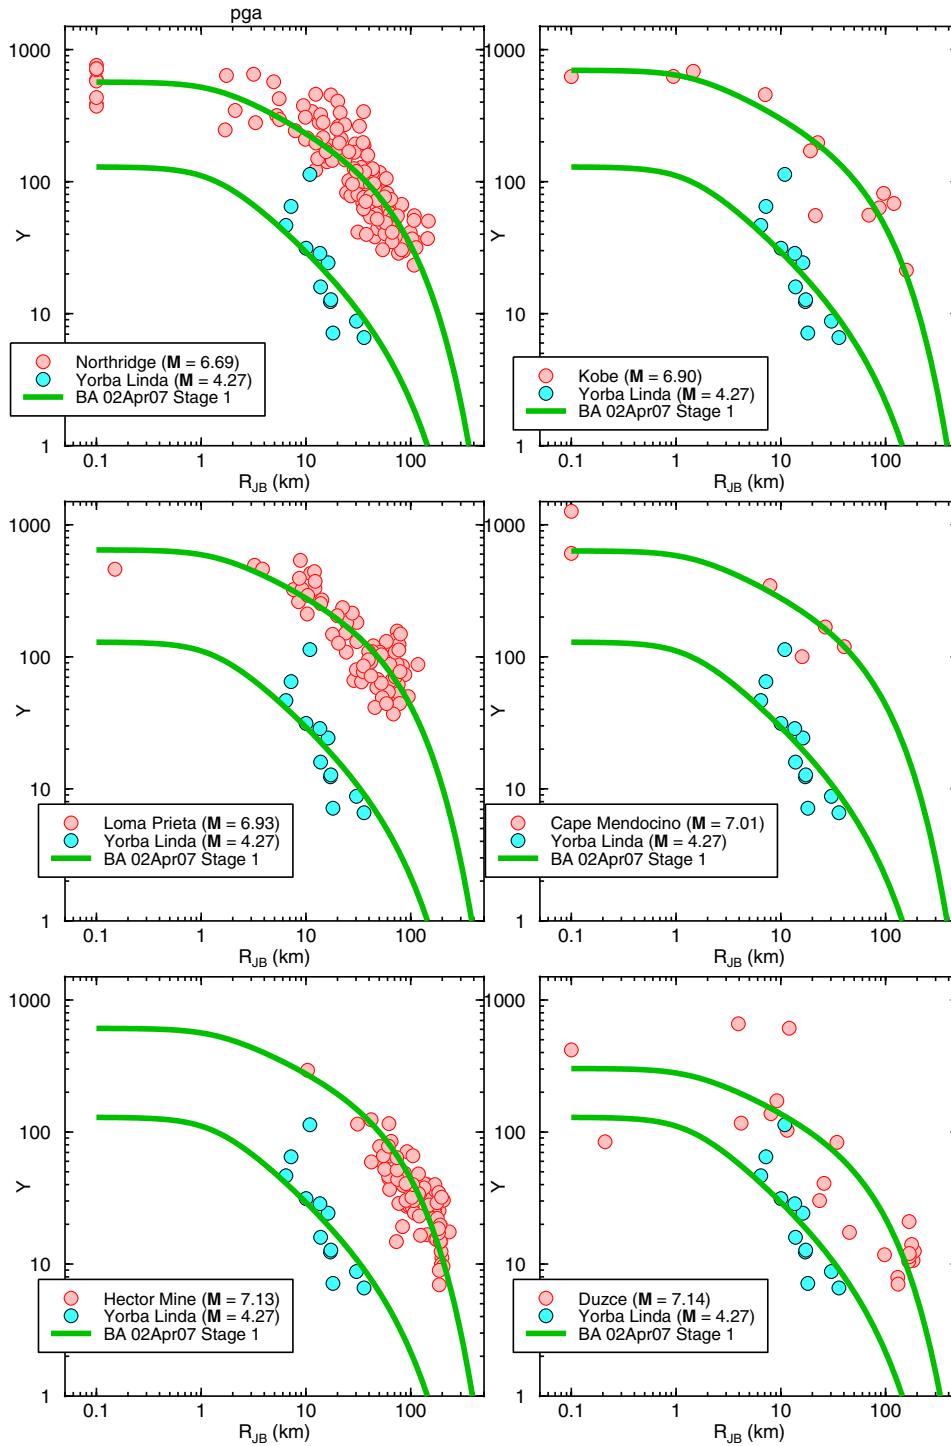 pga
1000
100
10
1
Y
Northridge (M = 6.69)
Yorba Linda (M = 4.27)
BA 02Apr07 Stage 1
0.1 1 10 100
R_JB (km)
1000
100
10
1
Y
Kobe (M = 6.90)
Yorba Linda (M = 4.27)
BA 02Apr07 Stage 1
0.1 1 10 100
R_JB (km)
1000
100
10
1
Y
Loma Prieta (M = 6.93)
Yorba Linda (M = 4.27)
BA 02Apr07 Stage 1
0.1 1 10 100
R_JB (km)
1000
100
10
1
Y
Cape Mendocino (M = 7.01)
Yorba Linda (M = 4.27)
BA 02Apr07 Stage 1
0.1 1 10 100
R_JB (km)
1000
100
10
1
Y
Hector Mine (M = 7.13)
Yorba Linda (M = 4.27)
BA 02Apr07 Stage 1
0.1 1 10 100
R_JB (km)
1000
100
10
1
Y
Duzce (M = 7.14)
Yorba Linda (M = 4.27)
BA 02Apr07 Stage 1
0.1 1 10 100
R_JB (km)